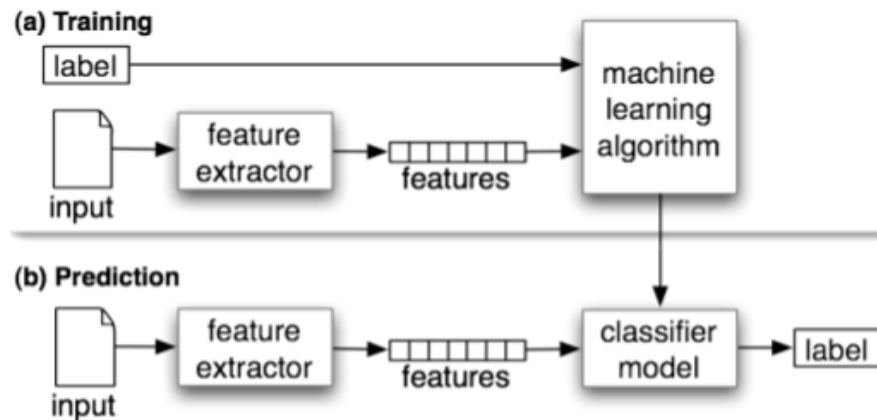 (a) Training
label
machine
learning
algorithm
feature
extractor
features
input
(b) Prediction
feature
extractor
features
classifier
model
label
input